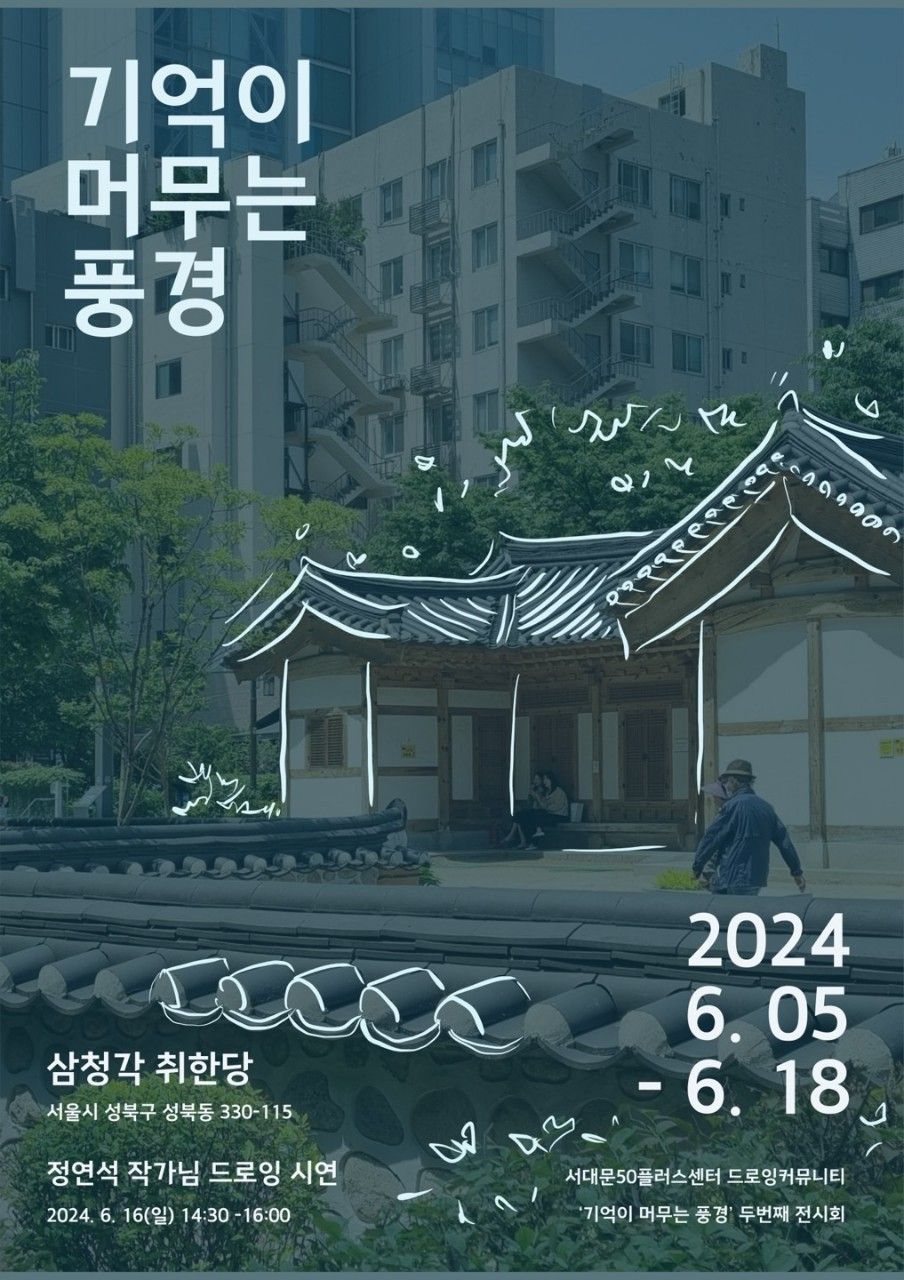 기억이
머무는
풍경
2024
6. 05
- 6. 18
삼청각 취한당
서울시 성북구 성북동 330-115
정연석 작가님 드로잉 시연
2024. 6. 16(일) 14:30 -16:00
서대문50플러스센터 드로잉커뮤니티
'기억이 머무는 풍경' 두번째 전시회